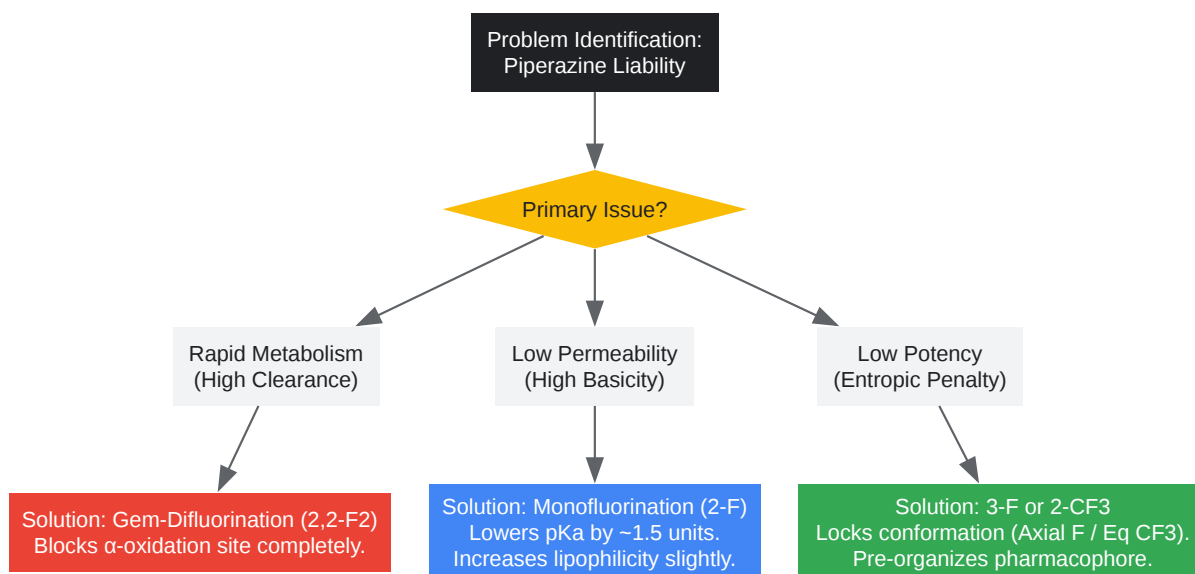 Problem Identification:
Piperazine Liability
Primary Issue?
Rapid Metabolism
(High Clearance)
Low Permeability
(High Basicity)
Low Potency
(Entropic Penalty)
Solution: Gem-Difluorination (2,2-F2)
Blocks α-oxidation site completely.
Solution: Monofluorination (2-F)
Lowers pKa by ~1.5 units.
Increases lipophilicity slightly.
Solution: 3-F or 2-CF3
Locks conformation (Axial F / Eq CF3).
Pre-organizes pharmacophore.